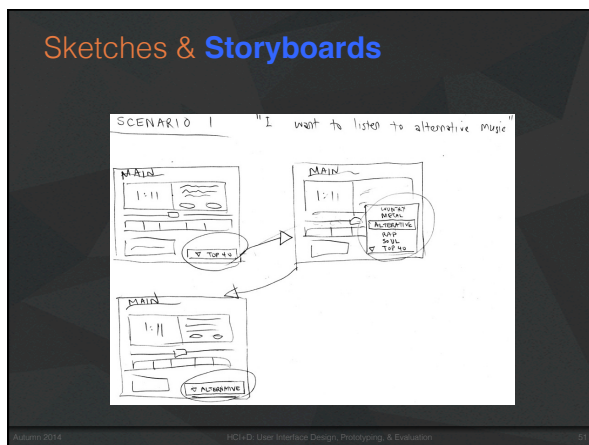 Sketches & Storyboards
SCENARIO 1 "I want to listen to alternative music"
MAIN
1:11
▽ TOP 40
MAIN
1:11
COUNTRY
METAL
ALTERNATIVE
RAP
SOUL
▽ TOP 40
MAIN
1:11
▽ ALTERNATIVE
Autumn 2014
HCI+D: User Interface Design, Prototyping, & Evaluation
51